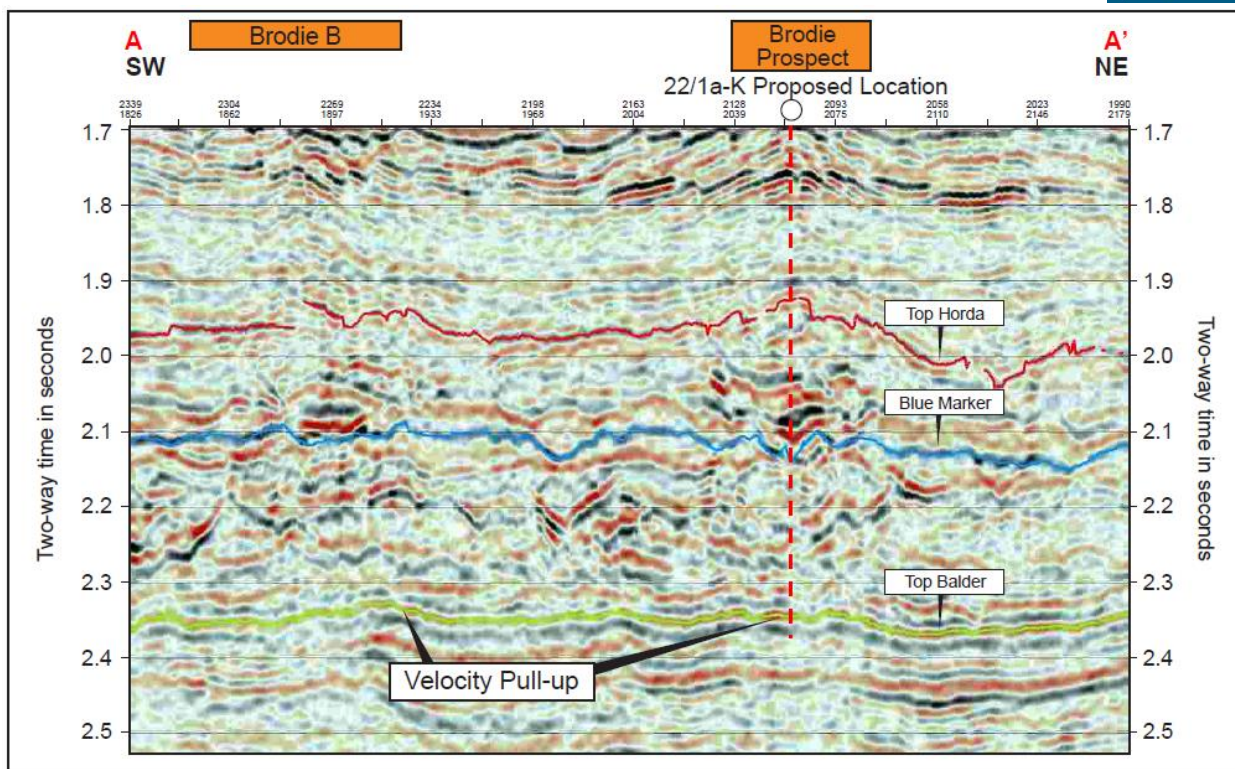 Brodie B
Brodie
Prospect
A
SW
A'
NE
22/1a-K Proposed Location
2339 2304 2269 2234 2198 2163 2128 2093 2058 2023 1990
1826 1862 1897 1933 1968 2004 2039 2075 2110 2146 2179
1.7 1.7
1.8 1.8
1.9 1.9
Top Horda
2.0 2.0
Blue Marker
2.1 2.1
2.2 2.2
2.3 2.3
Top Balder
2.4 2.4
Velocity Pull-up
2.5 2.5
Two-way time in seconds
Two-way time in seconds